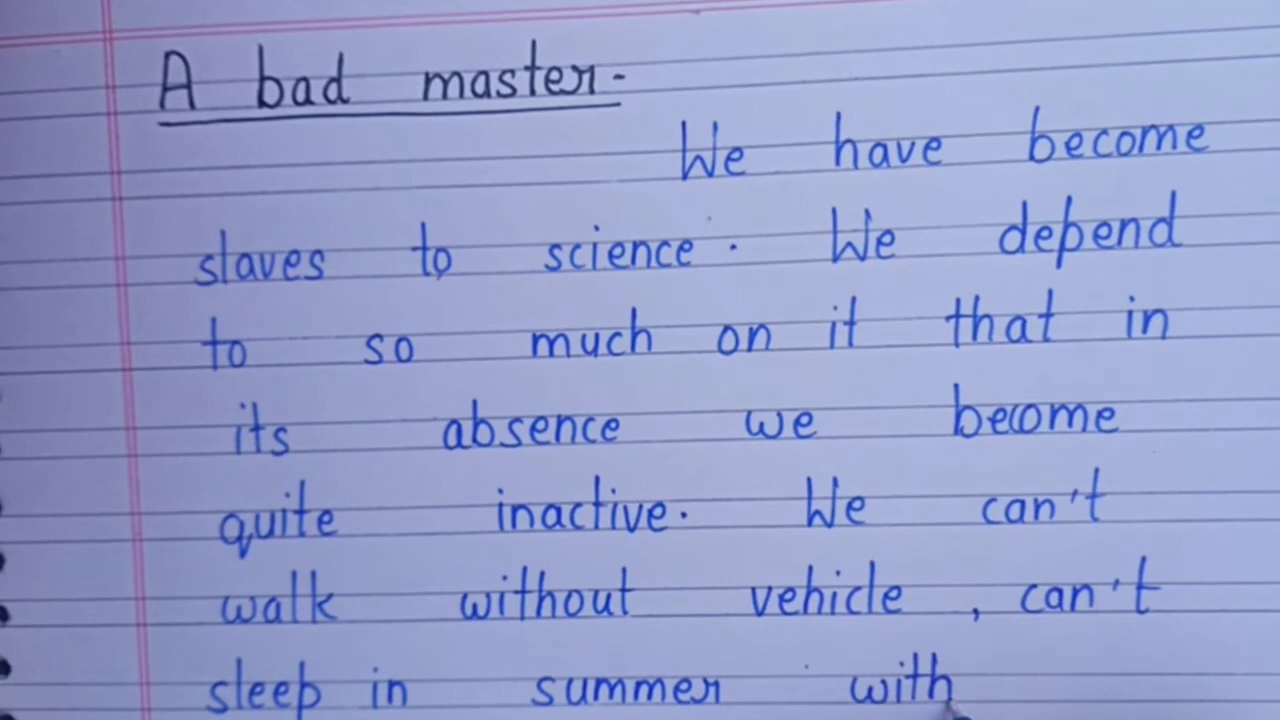 A bad master-
We have become
slaves to science. We depend
to so much on it that in
its absence we become
quite inactive. We can't
walk without vehicle, can't
sleep in summer with